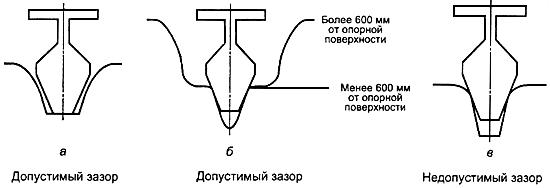 Более 600 мм
от опорной
поверхности
Менее 600 мм
от опорной
поверхности
а
б
в
Допустимый зазор
Допустимый зазор
Недопустимый зазор